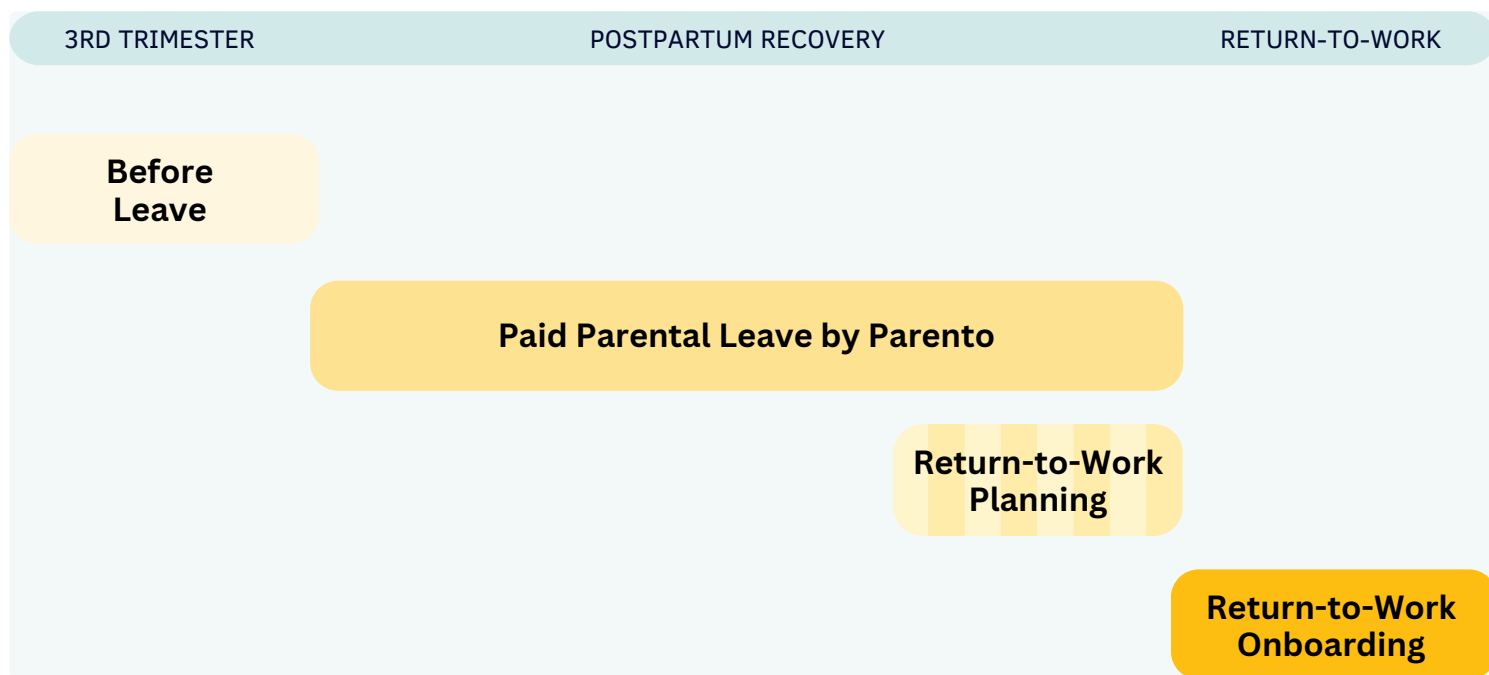 3RD TRIMESTER
POSTPARTUM RECOVERY
RETURN-TO-WORK
Before
Leave
Paid Parental Leave by Parento
Return-to-Work
Planning
Return-to-Work
Onboarding